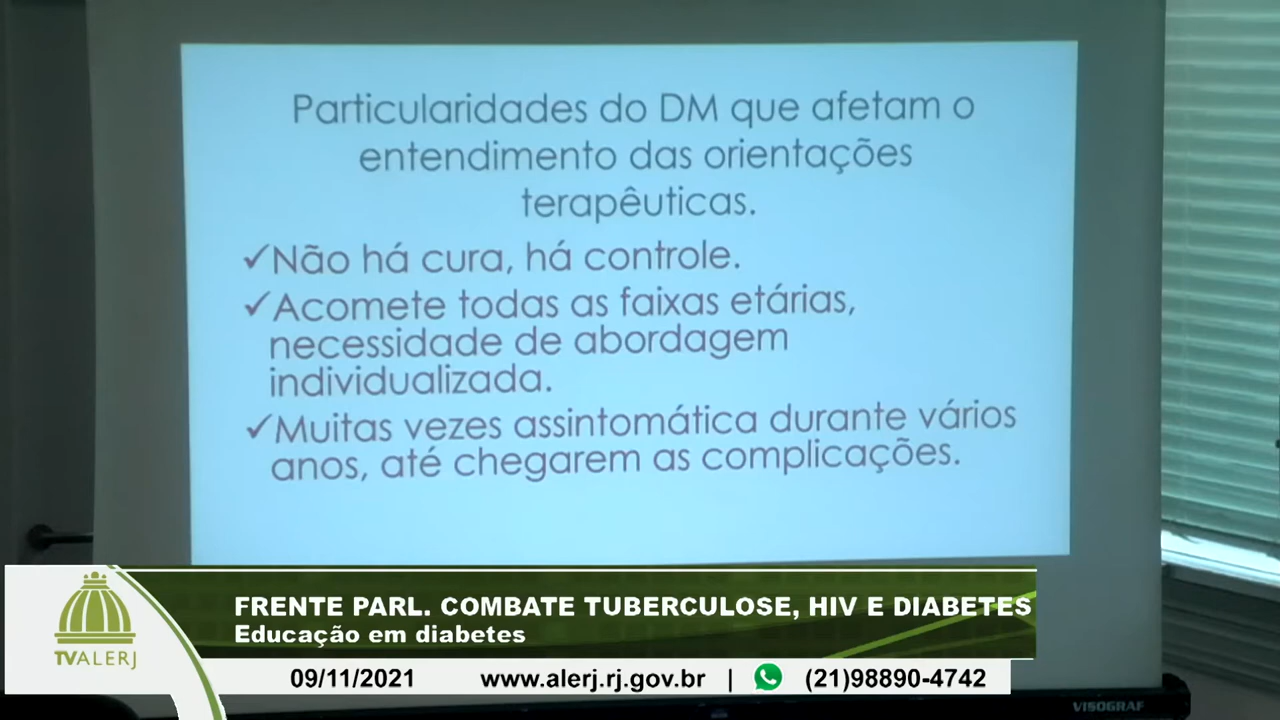 Particularidades do DM que afetam o
entendimento das orientações
terapêuticas.
✓Não há cura, há controle.
✓Acomete todas as faixas etárias,
necessidade de abordagem
individualizada.
✓Muitas vezes assintomática durante vários
anos, até chegarem as complicações.
FRENTE PARL. COMBATE TUBERCULOSE, HIV E DIABETES
Educação em diabetes
TVALERJ
09/11/2021 www.alerj.rj.gov.br | (21)98890-4742
VISOGRAF